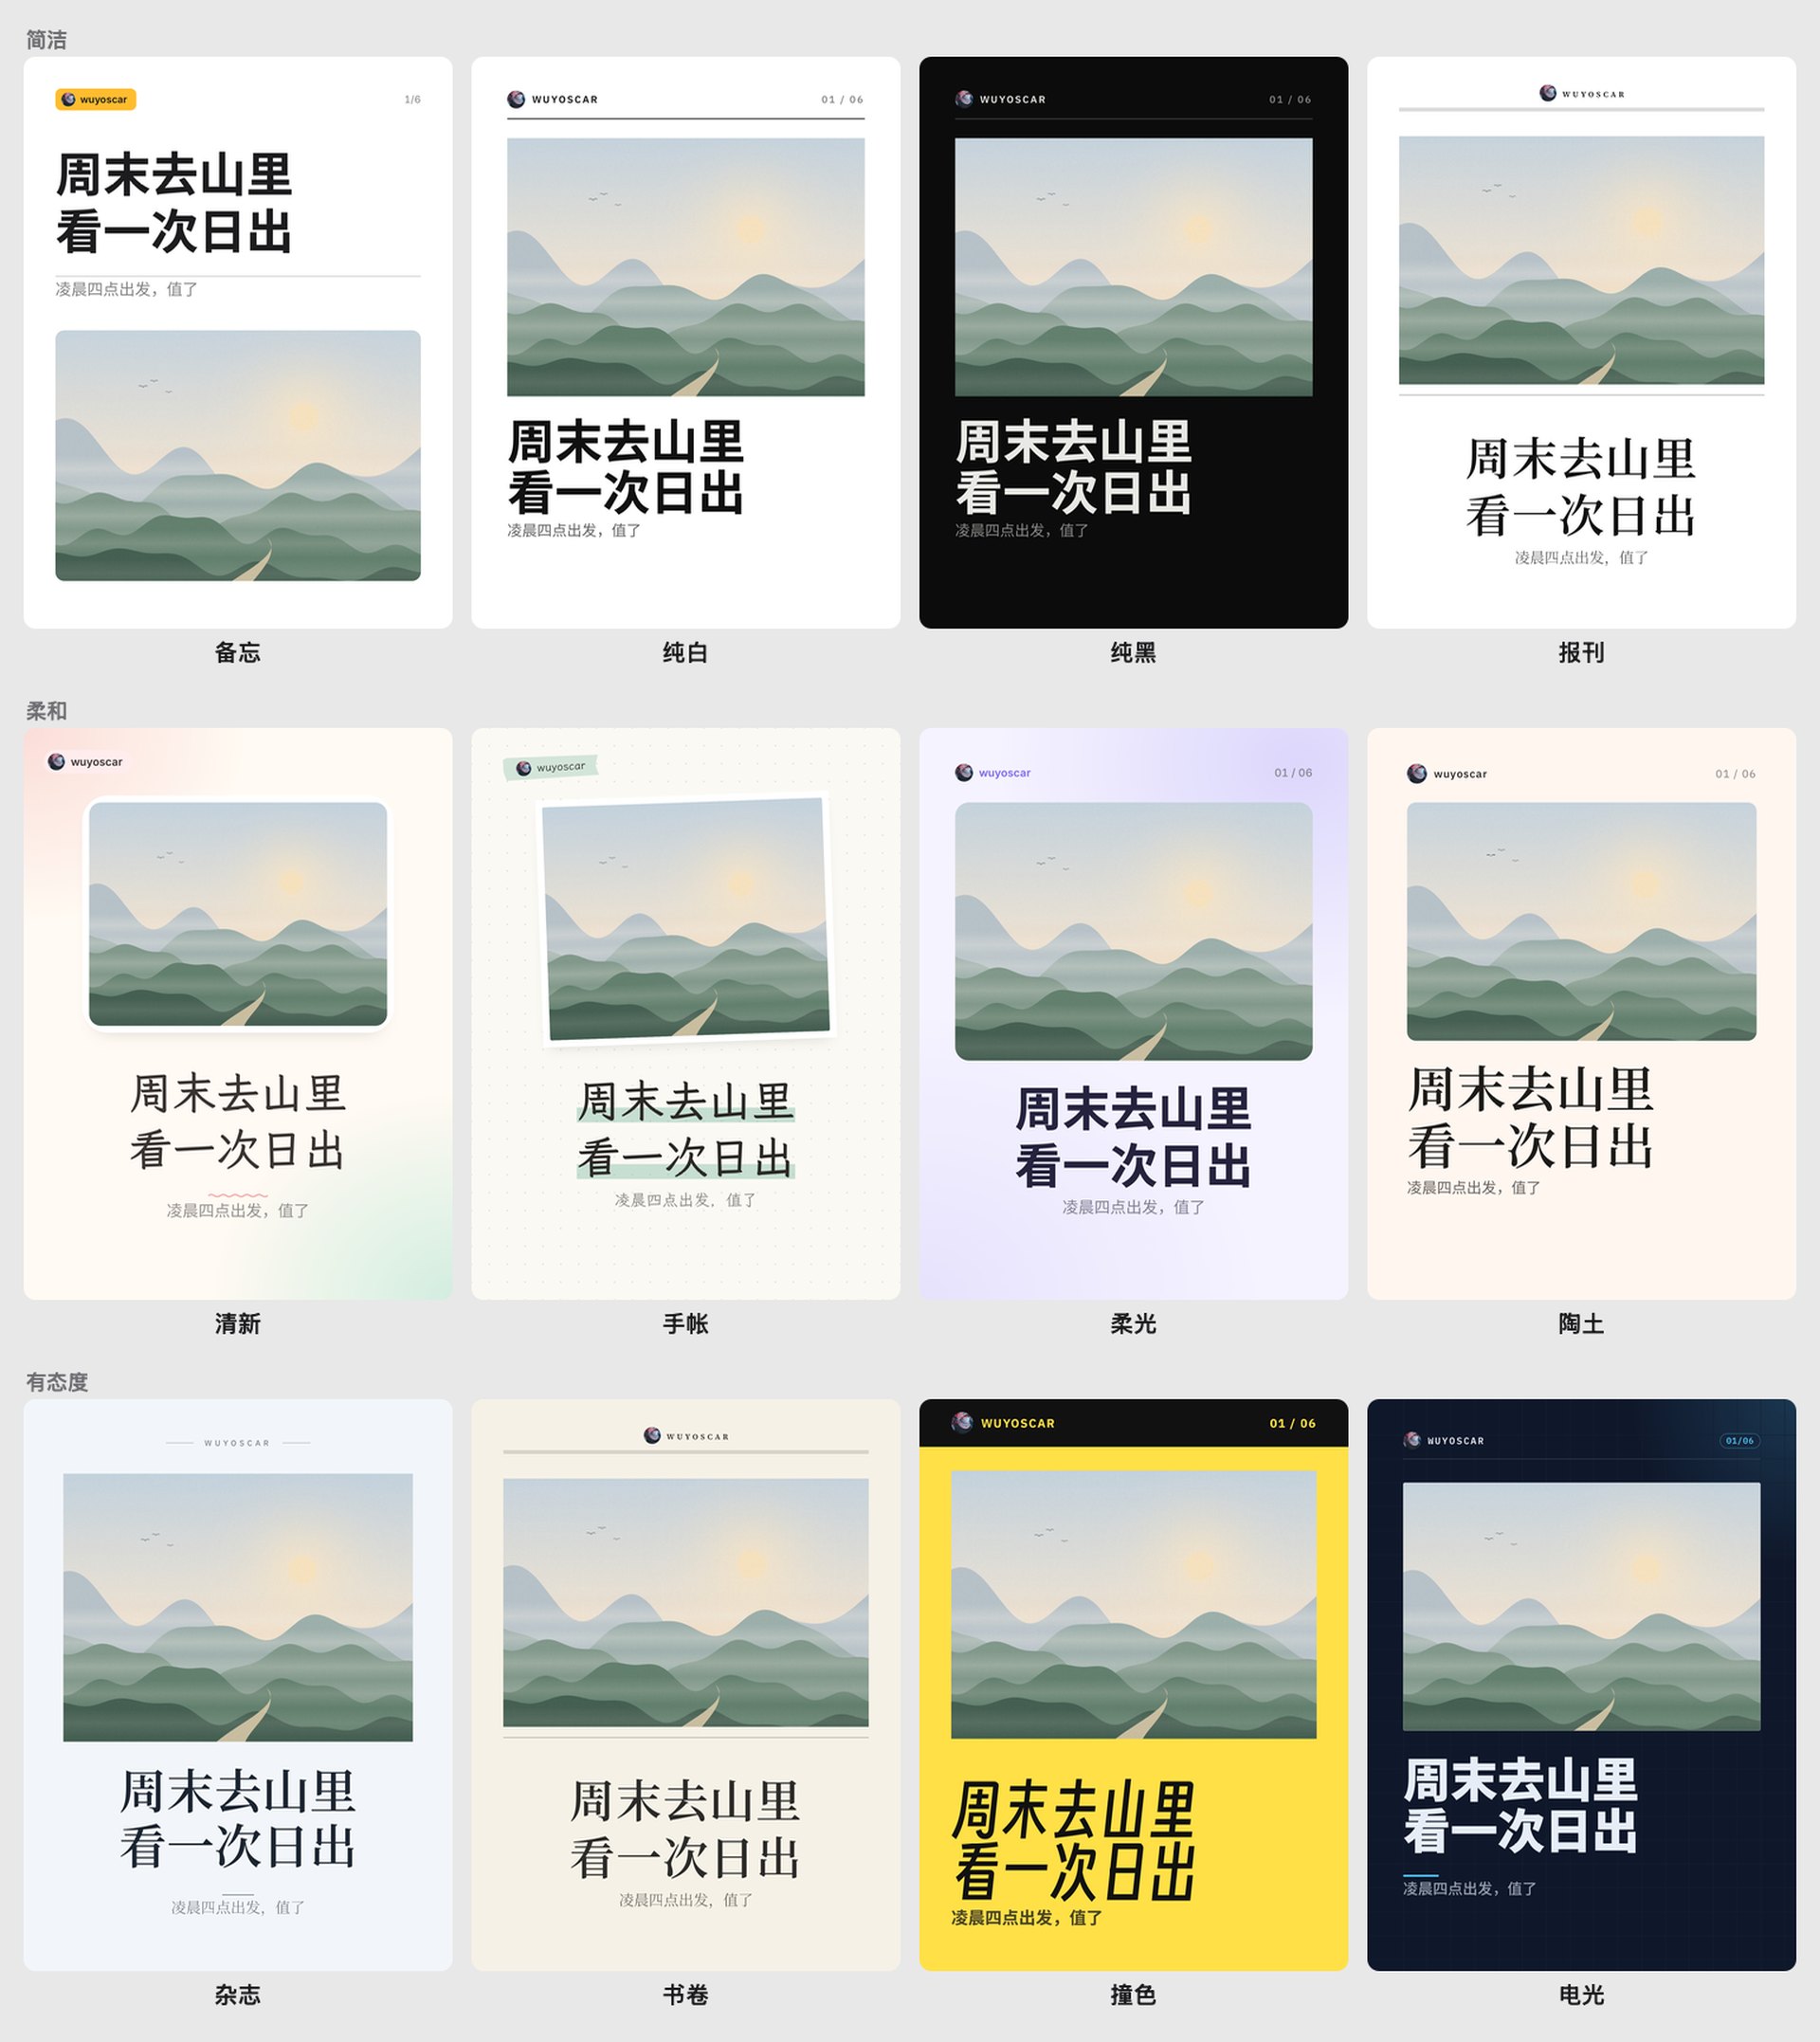 简洁
wuyoscar
1/6
周末去山里
看一次日出
凌晨四点出发，值了
备忘
WUYOSCAR
01 / 06
周末去山里
看一次日出
凌晨四点出发，值了
纯白
WUYOSCAR
01 / 06
周末去山里
看一次日出
凌晨四点出发，值了
纯黑
WUYOSCAR
周末去山里
看一次日出
凌晨四点出发，值了
报刊
柔和
wuyoscar
周末去山里
看一次日出
凌晨四点出发，值了
清新
wuyoscar
周末去山里
看一次日出
凌晨四点出发，值了
手帐
wuyoscar
01 / 06
周末去山里
看一次日出
凌晨四点出发，值了
柔光
wuyoscar
01 / 06
周末去山里
看一次日出
凌晨四点出发，值了
陶土
有态度
WUYOSCAR
周末去山里
看一次日出
凌晨四点出发，值了
杂志
WUYOSCAR
周末去山里
看一次日出
凌晨四点出发，值了
书卷
WUYOSCAR
01 / 06
周末去山里
看一次日出
凌晨四点出发，值了
撞色
WUYOSCAR
01/06
周末去山里
看一次日出
凌晨四点出发，值了
电光